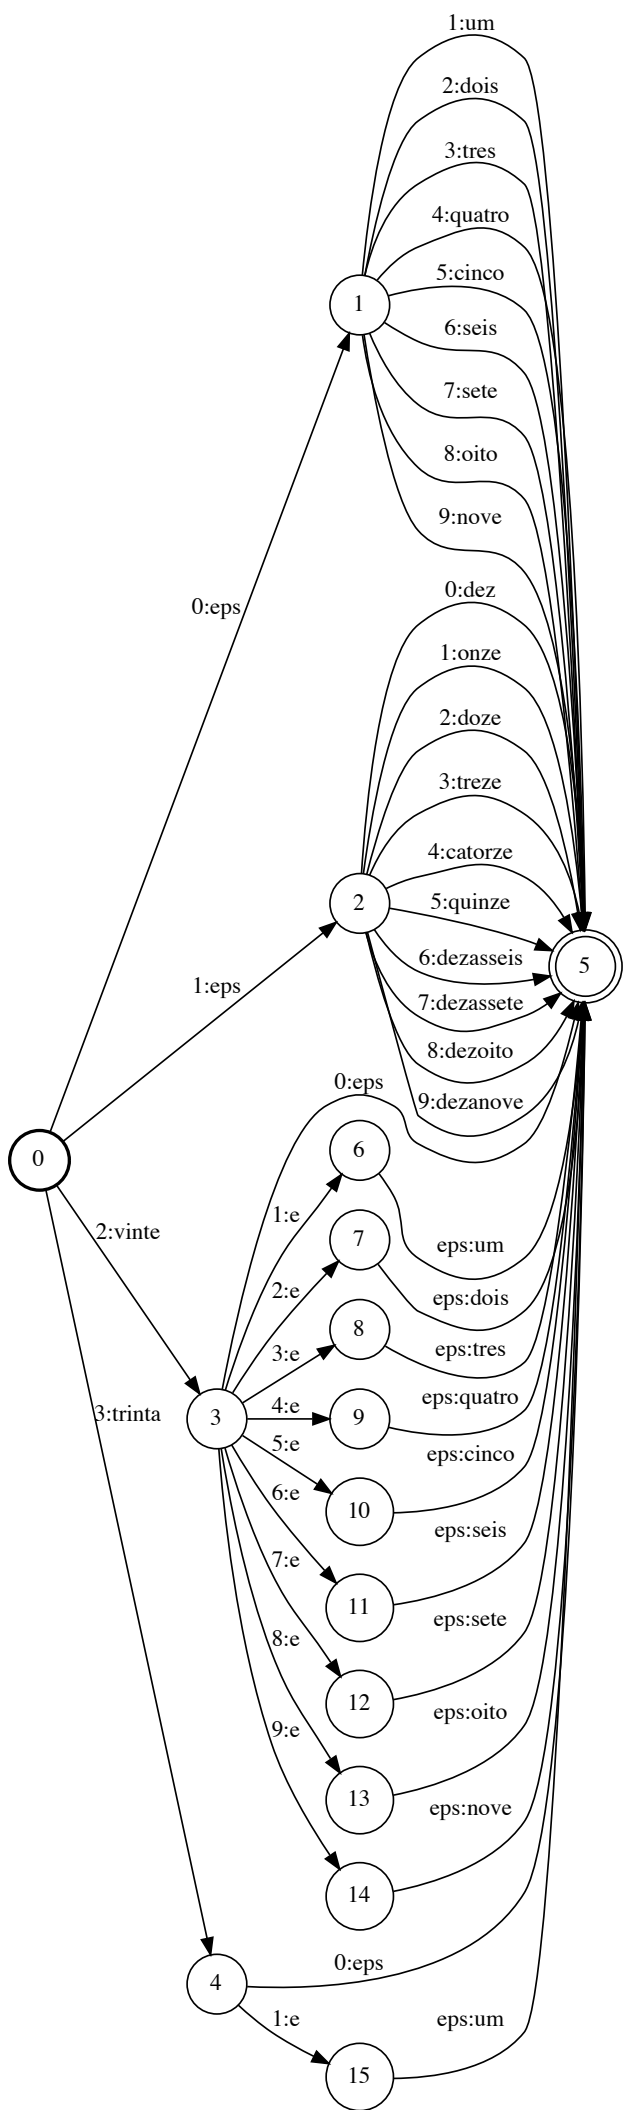 1:um
2:dois
3:tres
4:quatro
5:cinco
1
6:seis
7:sete
8:oito
9:nove
0:dez
0:eps
1:onze
2:doze
3:treze
4:catorze
2
5:quinze
6:dezasseis
5
1:eps
7:dezassete
8:dezoito
0:eps
9:dezanove
0
6
1:e
2:vinte
7
eps:um
2:e
eps:dois
8
3:e
eps:tres
4:e
eps:quatro
3:trinta
3
9
5:e
eps:cinco
6:e
10
eps:seis
7:e
11
eps:sete
8:e
12
eps:oito
9:e
13
eps:nove
14
0:eps
4
1:e
eps:um
15